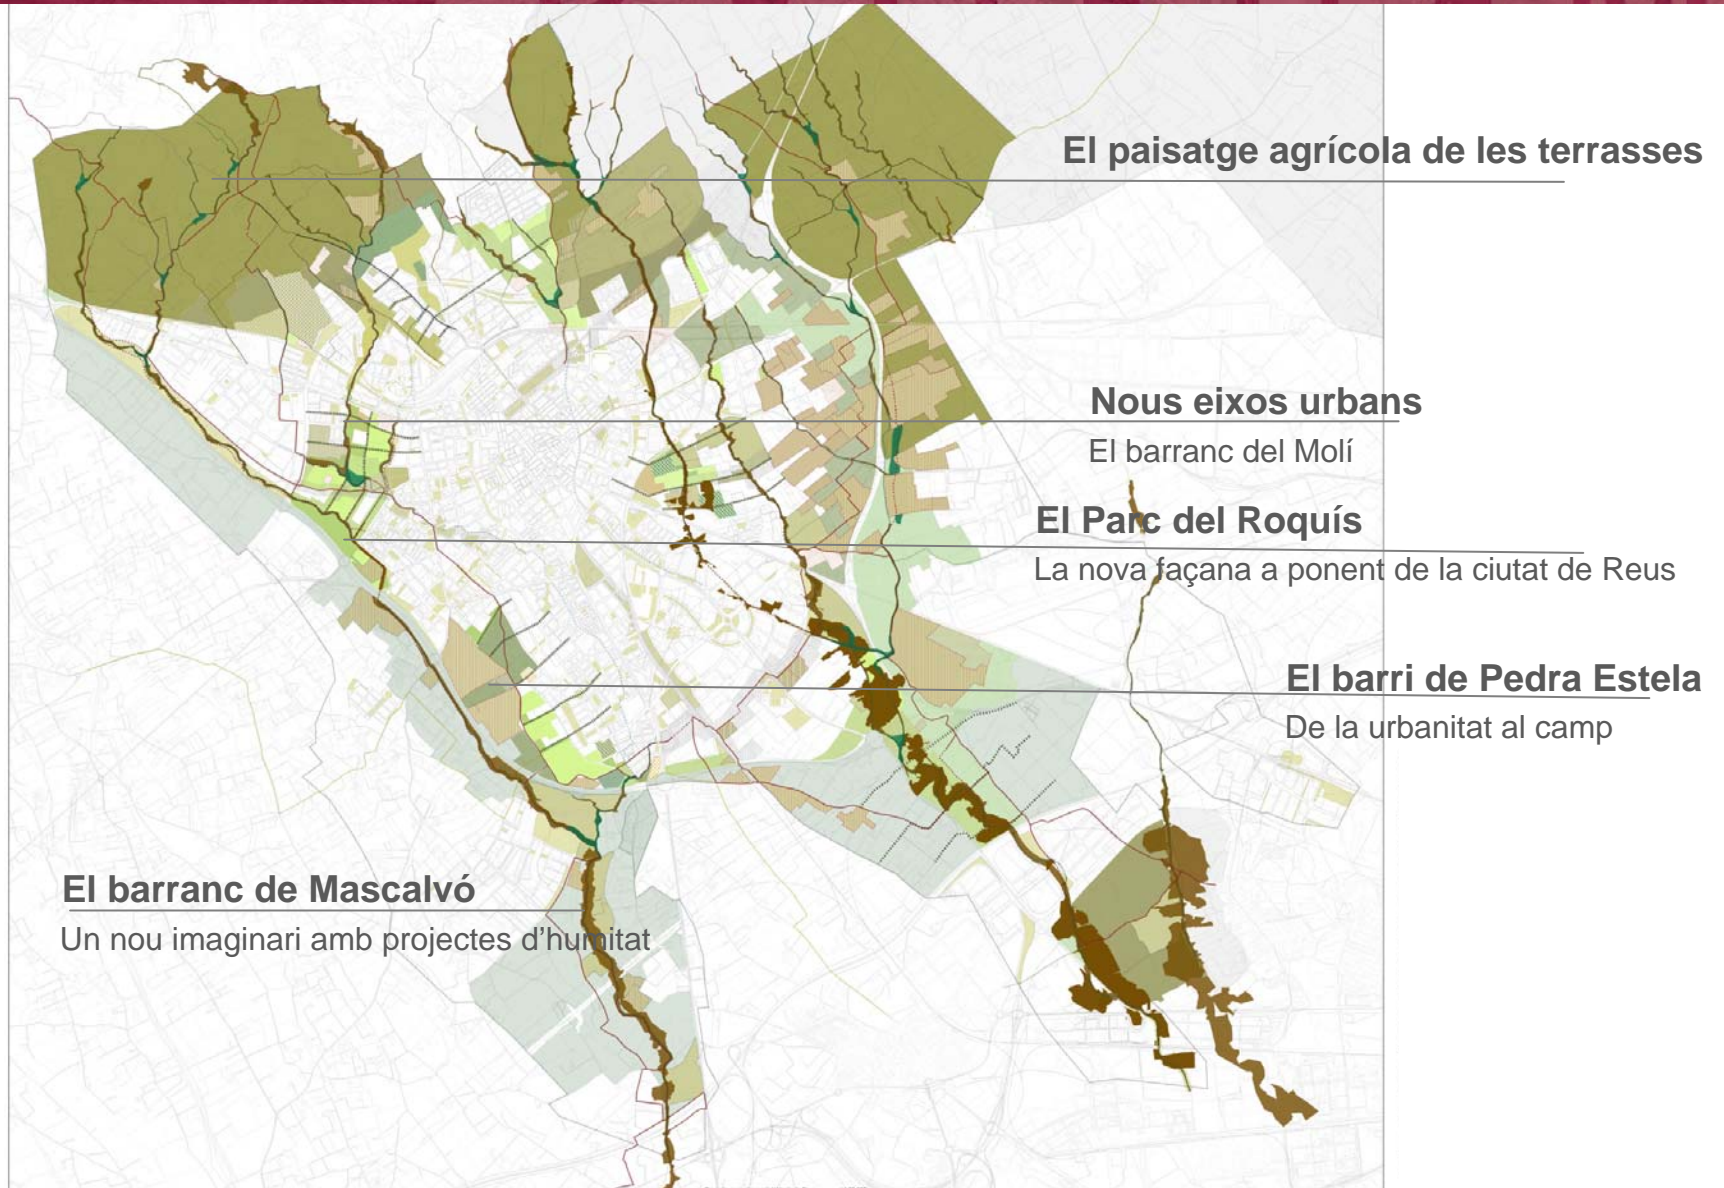 El paisatge agrícola de les terrasses
Nous eixos urbans
El barranc del Molí
El Parc del Roquís
La nova façana a ponent de la ciutat de Reus
El barri de Pedra Estela
De la urbanitat al camp
El barranc de Mascalvó
Un nou imaginari amb projectes d'humitat